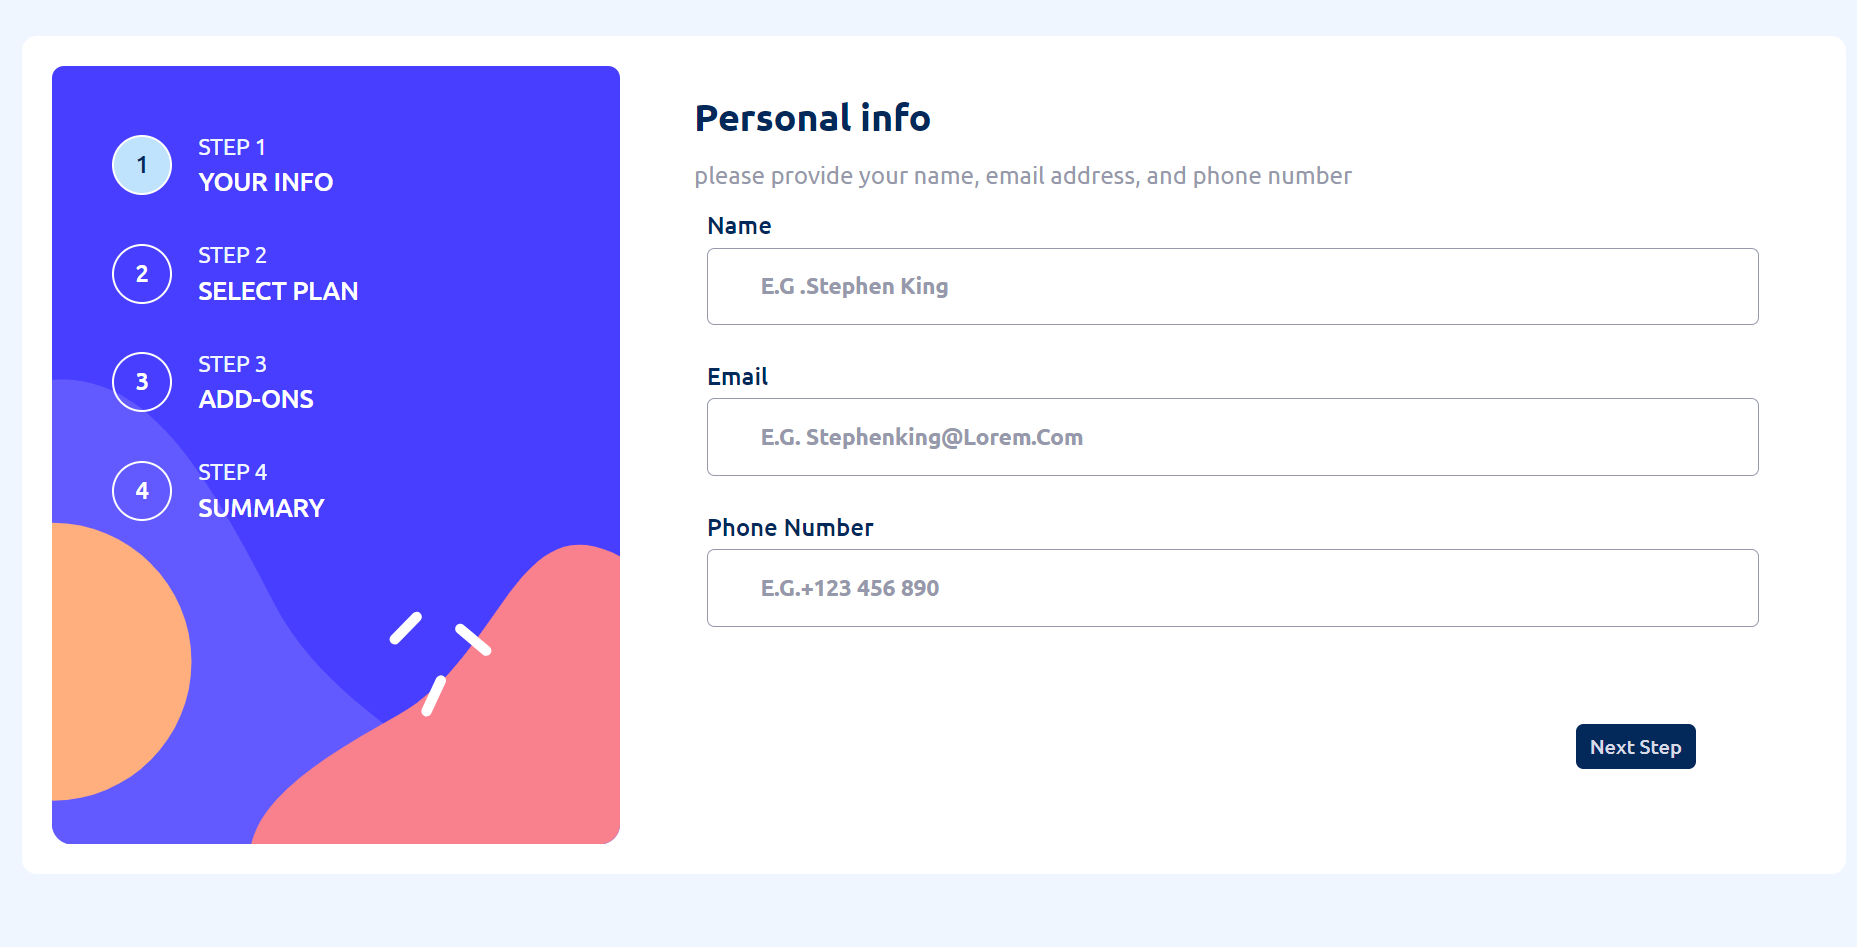 1
STEP 1
YOUR INFO
2
STEP 2
SELECT PLAN
3
STEP 3
ADD-ONS
4
STEP 4
SUMMARY
Personal info
please provide your name, email address, and phone number
Name
E.G .Stephen King
Email
E.G. Stephenking@Lorem.Com
Phone Number
E.G.+123 456 890
Next Step